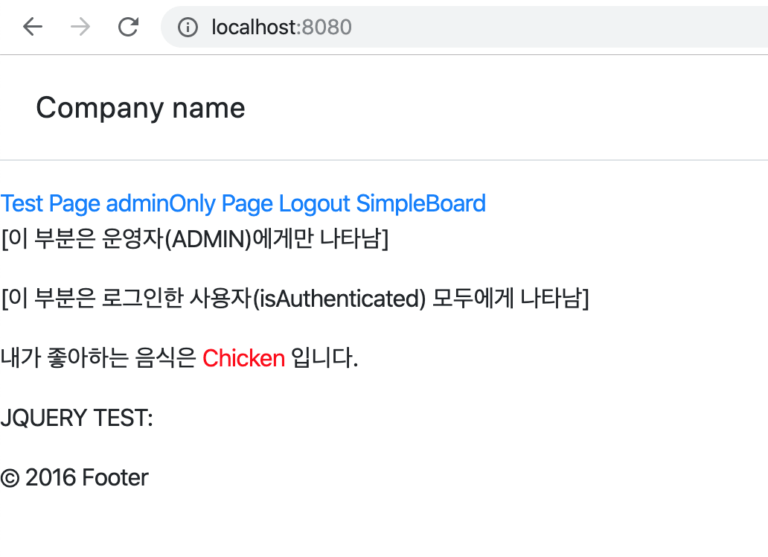 localhost:8080
Company name
Test Page adminOnly Page Logout SimpleBoard
[이 부분은 운영자(ADMIN)에게만 나타남]
[이 부분은 로그인한 사용자(isAuthenticated) 모두에게 나타남]
내가 좋아하는 음식은 Chicken 입니다.
JQUERY TEST:
© 2016 Footer